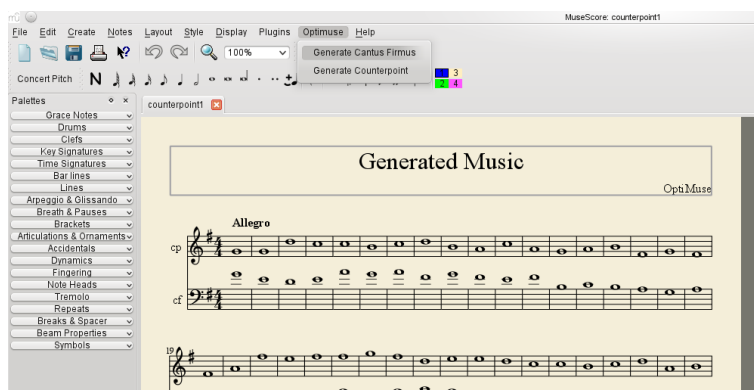 MuseScore: counterpoint1
File Edit Create Notes Layout Style Display Plugins Optimuse Help
100%
Generate Cantus Firmus
Generate Counterpoint
Concert Pitch N
1 3
2 4
Palettes
counterpoint1
Grace Notes
Drums
Clefs
Key Signatures
Time Signatures
Bar lines
Lines
Arpeggio & Glissando
Breath & Pauses
Brackets
Articulations & Ornaments
Accidentals
Dynamics
Fingering
Note Heads
Tremolo
Repeats
Breaks & Spacer
Beam Properties
Symbols
Generated Music
OptiMuse
Allegro
cp
cf
19